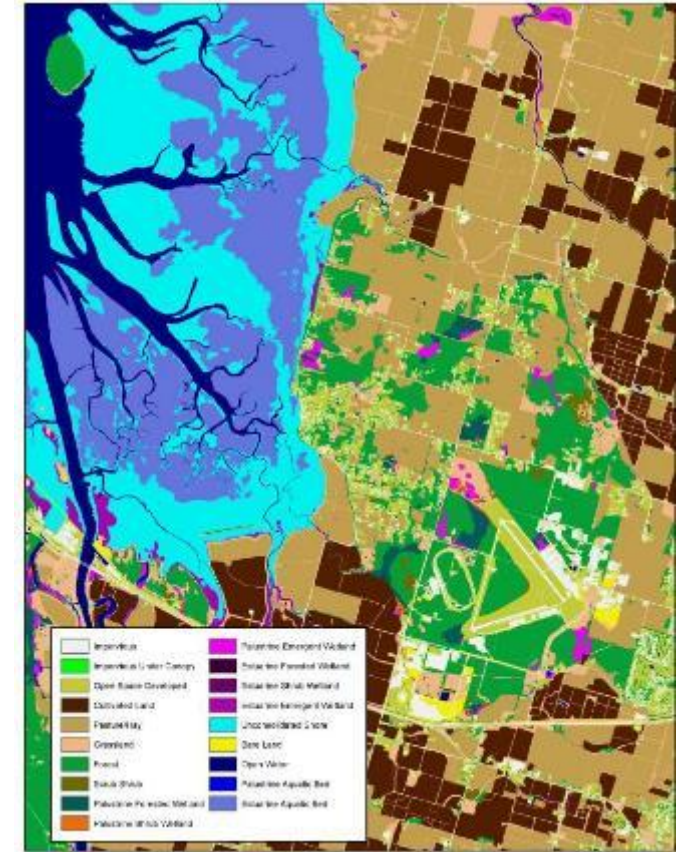 Impervious
Impervious Under Canopy
Open Space Developed
Cultivated Land
Pasture/Hay
Grassland
Forest
Scrub Shrub
Palustrine Forested Wetland
Palustrine Shrub Wetland
Palustrine Emergent Wetland
Estuarine Forested Wetland
Estuarine Shrub Wetland
Estuarine Emergent Wetland
Unconsolidated Shore
Bare Land
Open Water
Palustrine Aquatic Bed
Estuarine Aquatic Bed